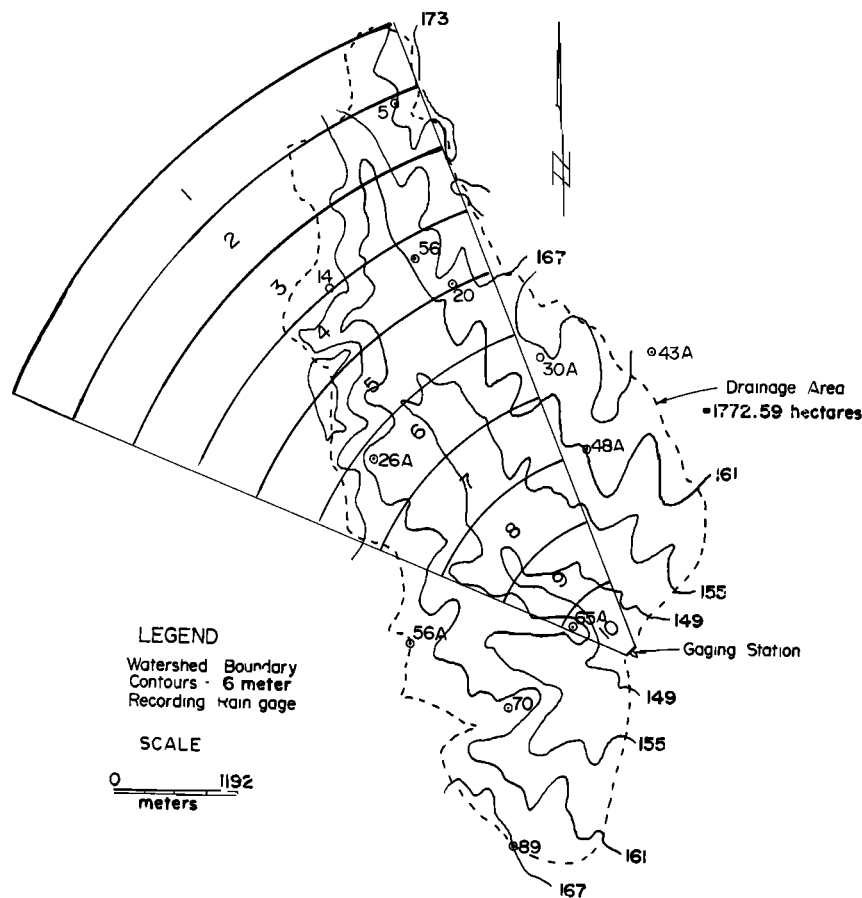 173
5
1
2
56
14
3
167
20
4
30A
43A
5
Drainage Area
=1772.59 hectares
6
26A
48A
7
161
8
9
155
65A
10
149
LEGEND
56A
Gaging Station
Watershed Boundary
Contours - 6 meter
Recording Rain gage
149
70
155
SCALE
0 1192
meters
89
161
167